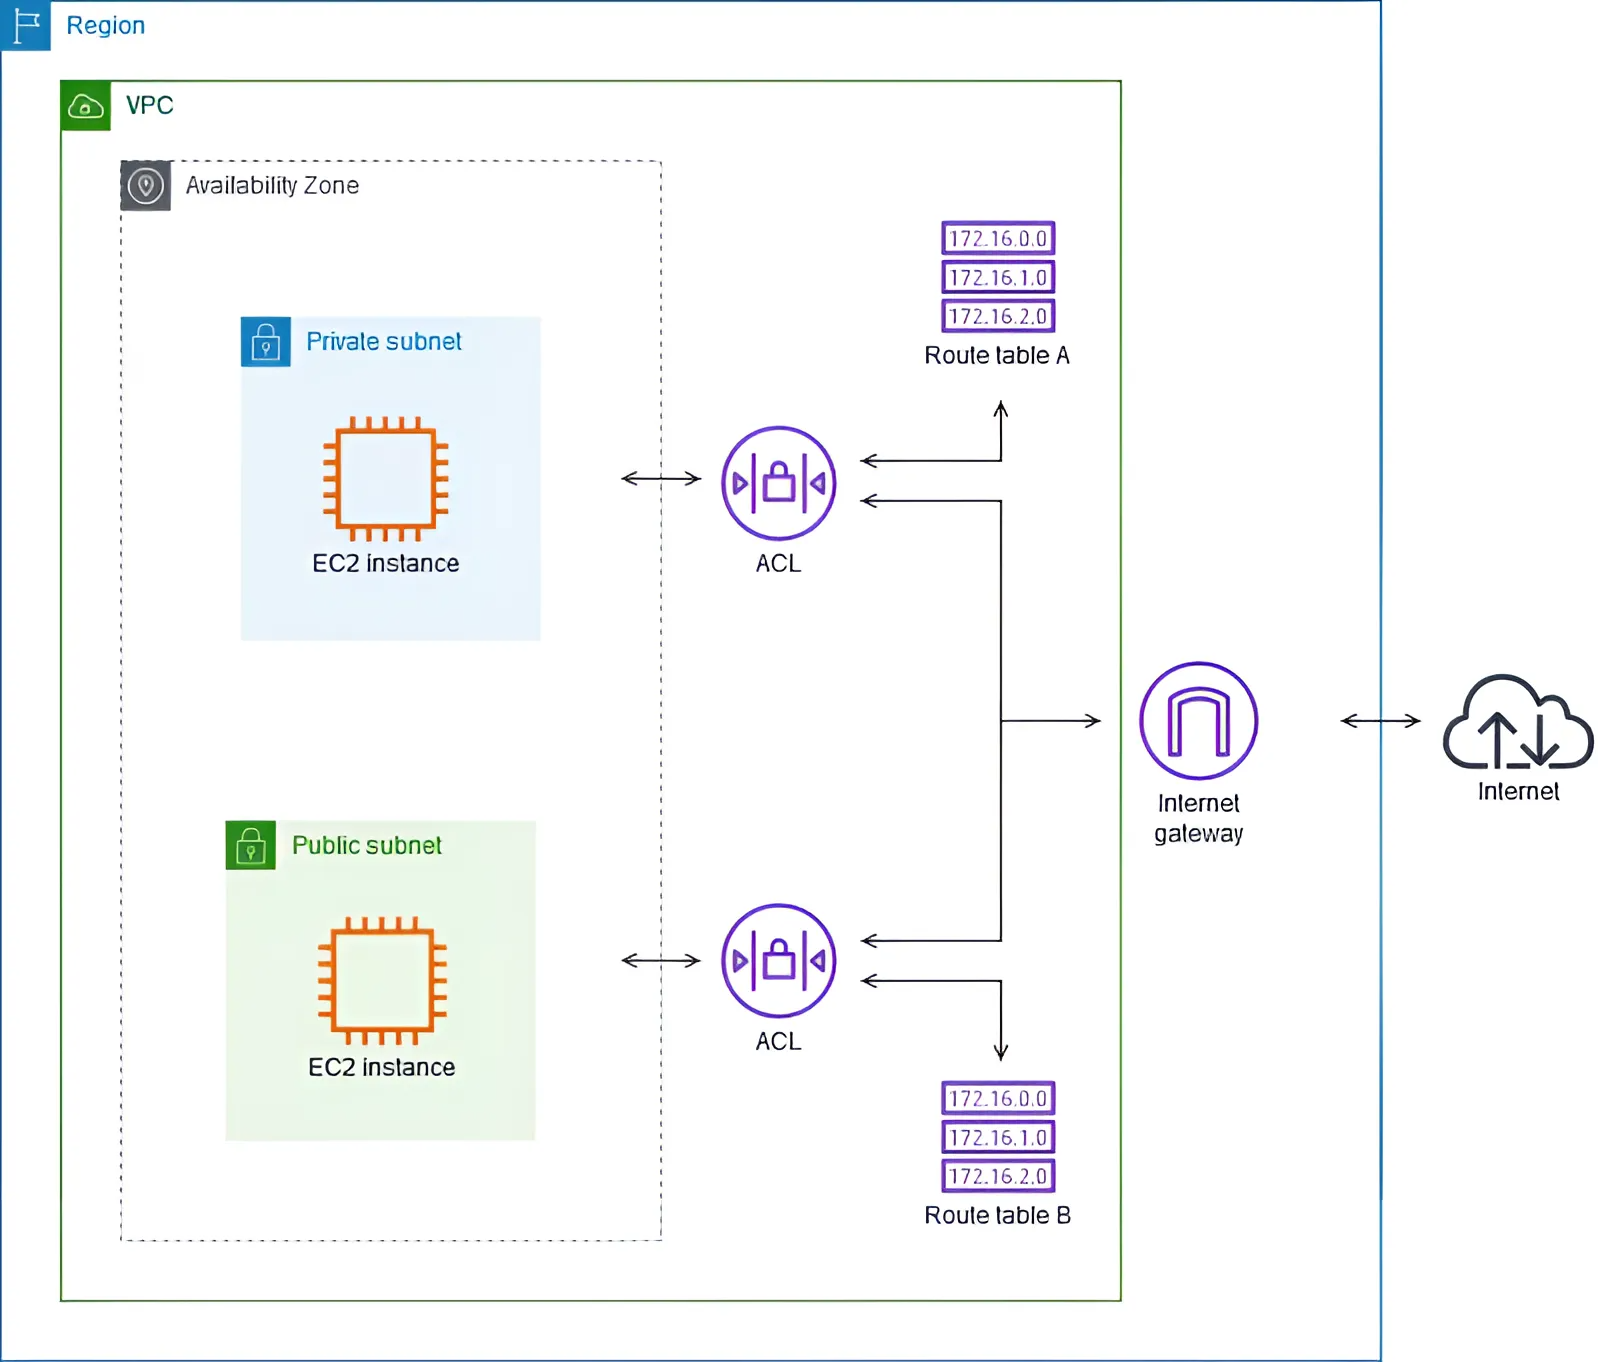 Region
VPC
Availability Zone
172.16.0.0
172.16.1.0
172.16.2.0
Route table A
Private subnet
EC2 instance
ACL
Internet
gateway
Internet
Public subnet
EC2 instance
ACL
172.16.0.0
172.16.1.0
172.16.2.0
Route table B